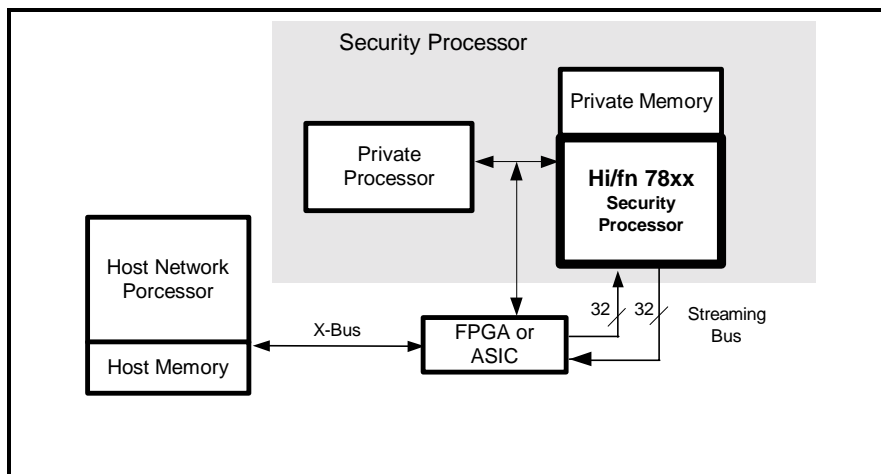 Security Processor
Private Memory
Private
Processor
Hi/fn 78xx
Security
Processor
Host Network
Porcessor
Host Memory
X-Bus
FPGA or
ASIC
32
32
Streaming
Bus